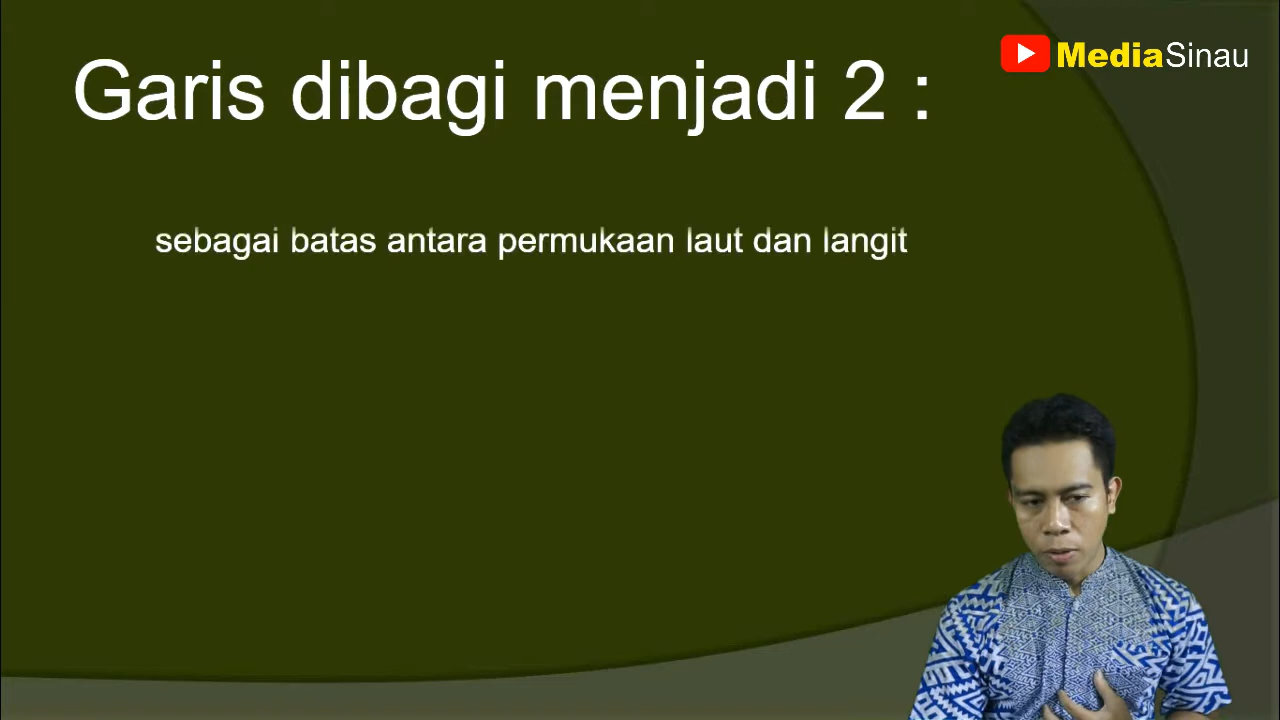 Garis dibagi menjadi 2 :
MediaSinau
sebagai batas antara permukaan laut dan langit